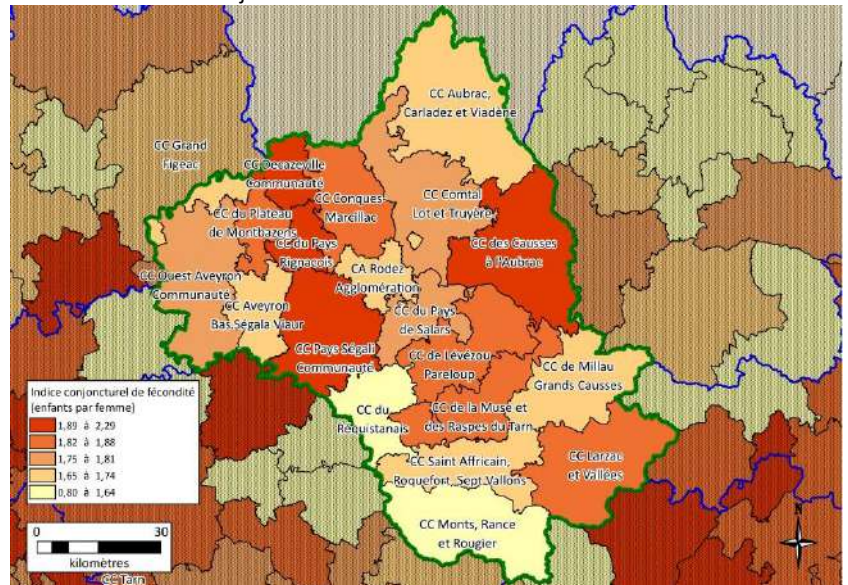 CC Aubrac,
Carladez et Viadène
CC Grand
Figeac
CC Decazeville
Communauté
CC Conques-
Marcillac
CC Comtal
Lot et Truyère
CC du Plateau
de Montbazens
CC du Pays
Rignacois
CC des Causses
à l'Aubrac
CC Ouest Aveyron
Communauté
CA Rodez
Agglomération
CC Aveyron
Bas Ségala Viaur
CC du Pays
de Salars
CC Pays Ségali
Communauté
CC de Lévézou
Pareloup
CC de Millau
Grands Causses
CC du
Réquistanais
CC de la Muse et
des Raspes du Tarn
CC Saint Affricain,
Roquefort, Sept Vallons
CC Larzac
et Vallées
CC Monts, Rance
et Rougier
Indice conjoncturel de fécondité
(enfants par femme)
1,89 à 2,29
1,82 à 1,88
1,75 à 1,81
1,65 à 1,74
0,80 à 1,64
0 30
kilomètres
N
CC Tarn